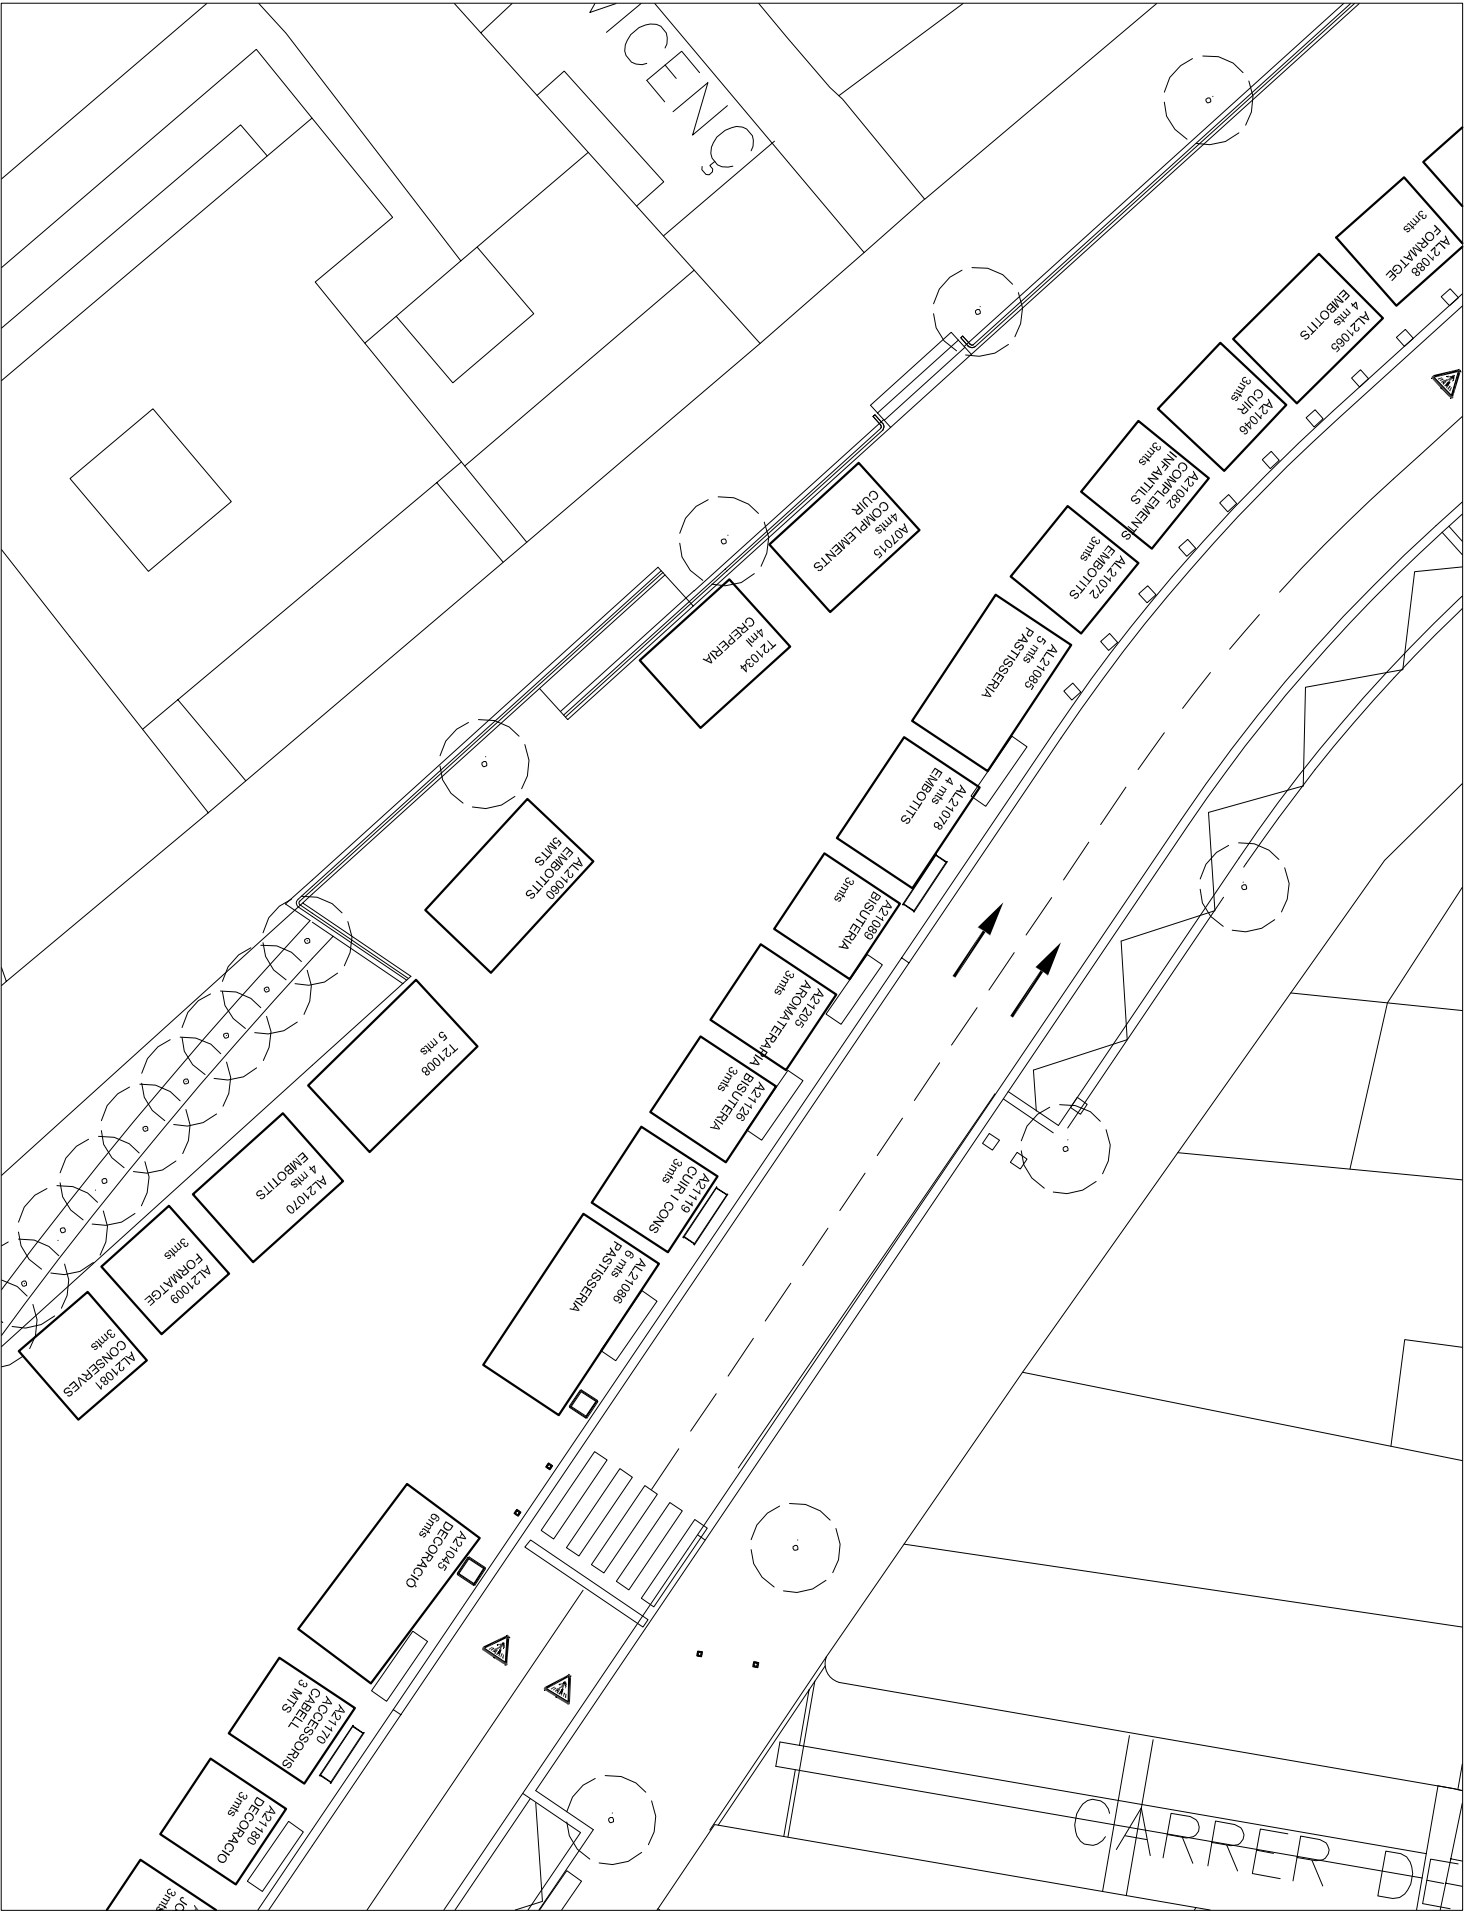 VICENÇ
AL21088
FORMATGE
3mts
AL21065
4 mts
EMBOTITS
A21046
CUIR
3mts
A21082
COMPLEMENTS
INFANTILS
3mts
A07015
4mts
COMPLEMENTS
CUIR
AL21072
EMBOTITS
3mts
T21034
4ml
CREPERIA
AL21085
5 mts
PASTISSERIA
AL21078
4 mts
EMBOTITS
AL21060
EMBOTITS
5MTS
A21089
BISUTERIA
3mts
A21205
AROMATERAPIA
3mts
T21008
5 mts
A21126
BISUTERIA
3mts
AL21070
4 mts
EMBOTITS
A21119
CUIR I CONS
3mts
AL21009
FORMATGE
3mts
AL21086
6 mts
PASTISSERIA
AL21081
CONSERVES
3mts
A21045
DECORACIÓ
6mts
A21170
ACCESSORIS
CABELL
3 MTS
A21180
DECORACIO
3mts
3mts
CARRER DE